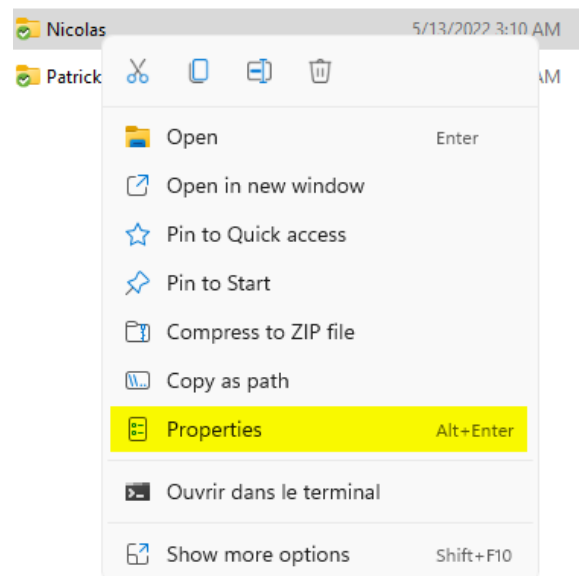 Nicolas 5/13/2022 3:10 AM
Patrick AM
Open Enter
Open in new window
Pin to Quick access
Pin to Start
Compress to ZIP file
Copy as path
Properties Alt+Enter
Ouvrir dans le terminal
Show more options Shift+F10